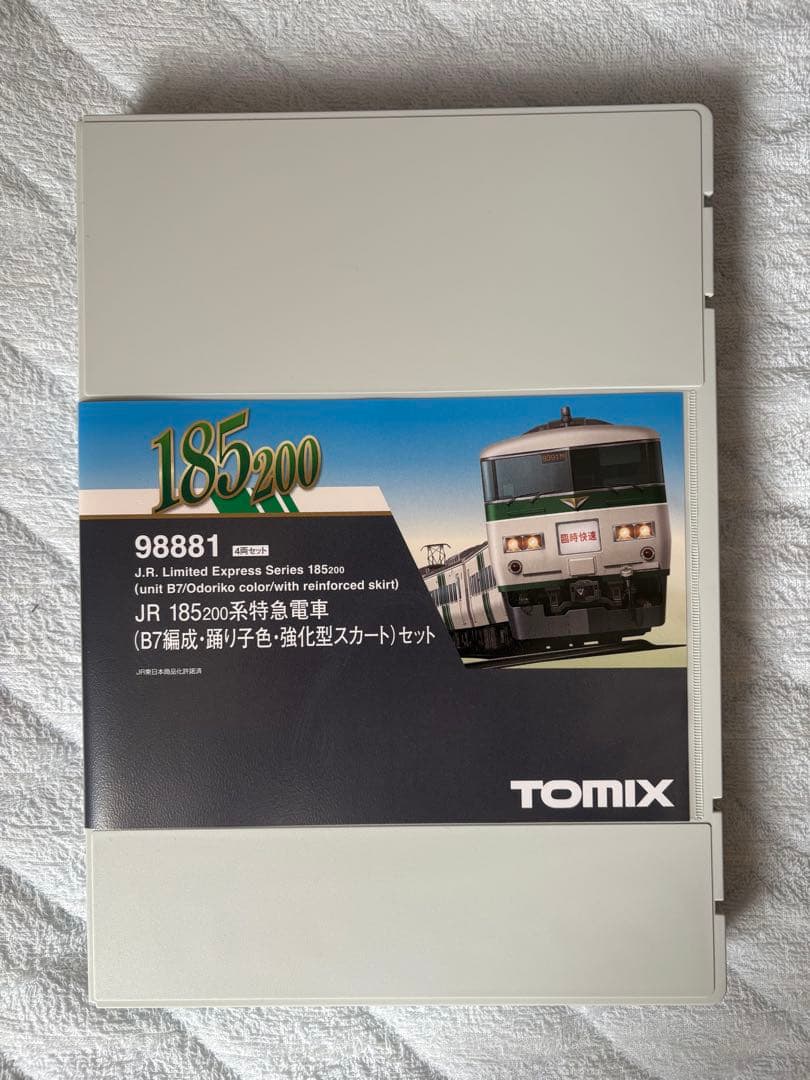 185200
98881 4両セット
J.R. Limited Express Series 185200
(unit B7/Odoriko color/with reinforced skirt)
JR 185200系特急電車
(B7編成・踊り子色・強化型スカート)セット
JR東日本商品化許諾済
臨時快速
TOMIX